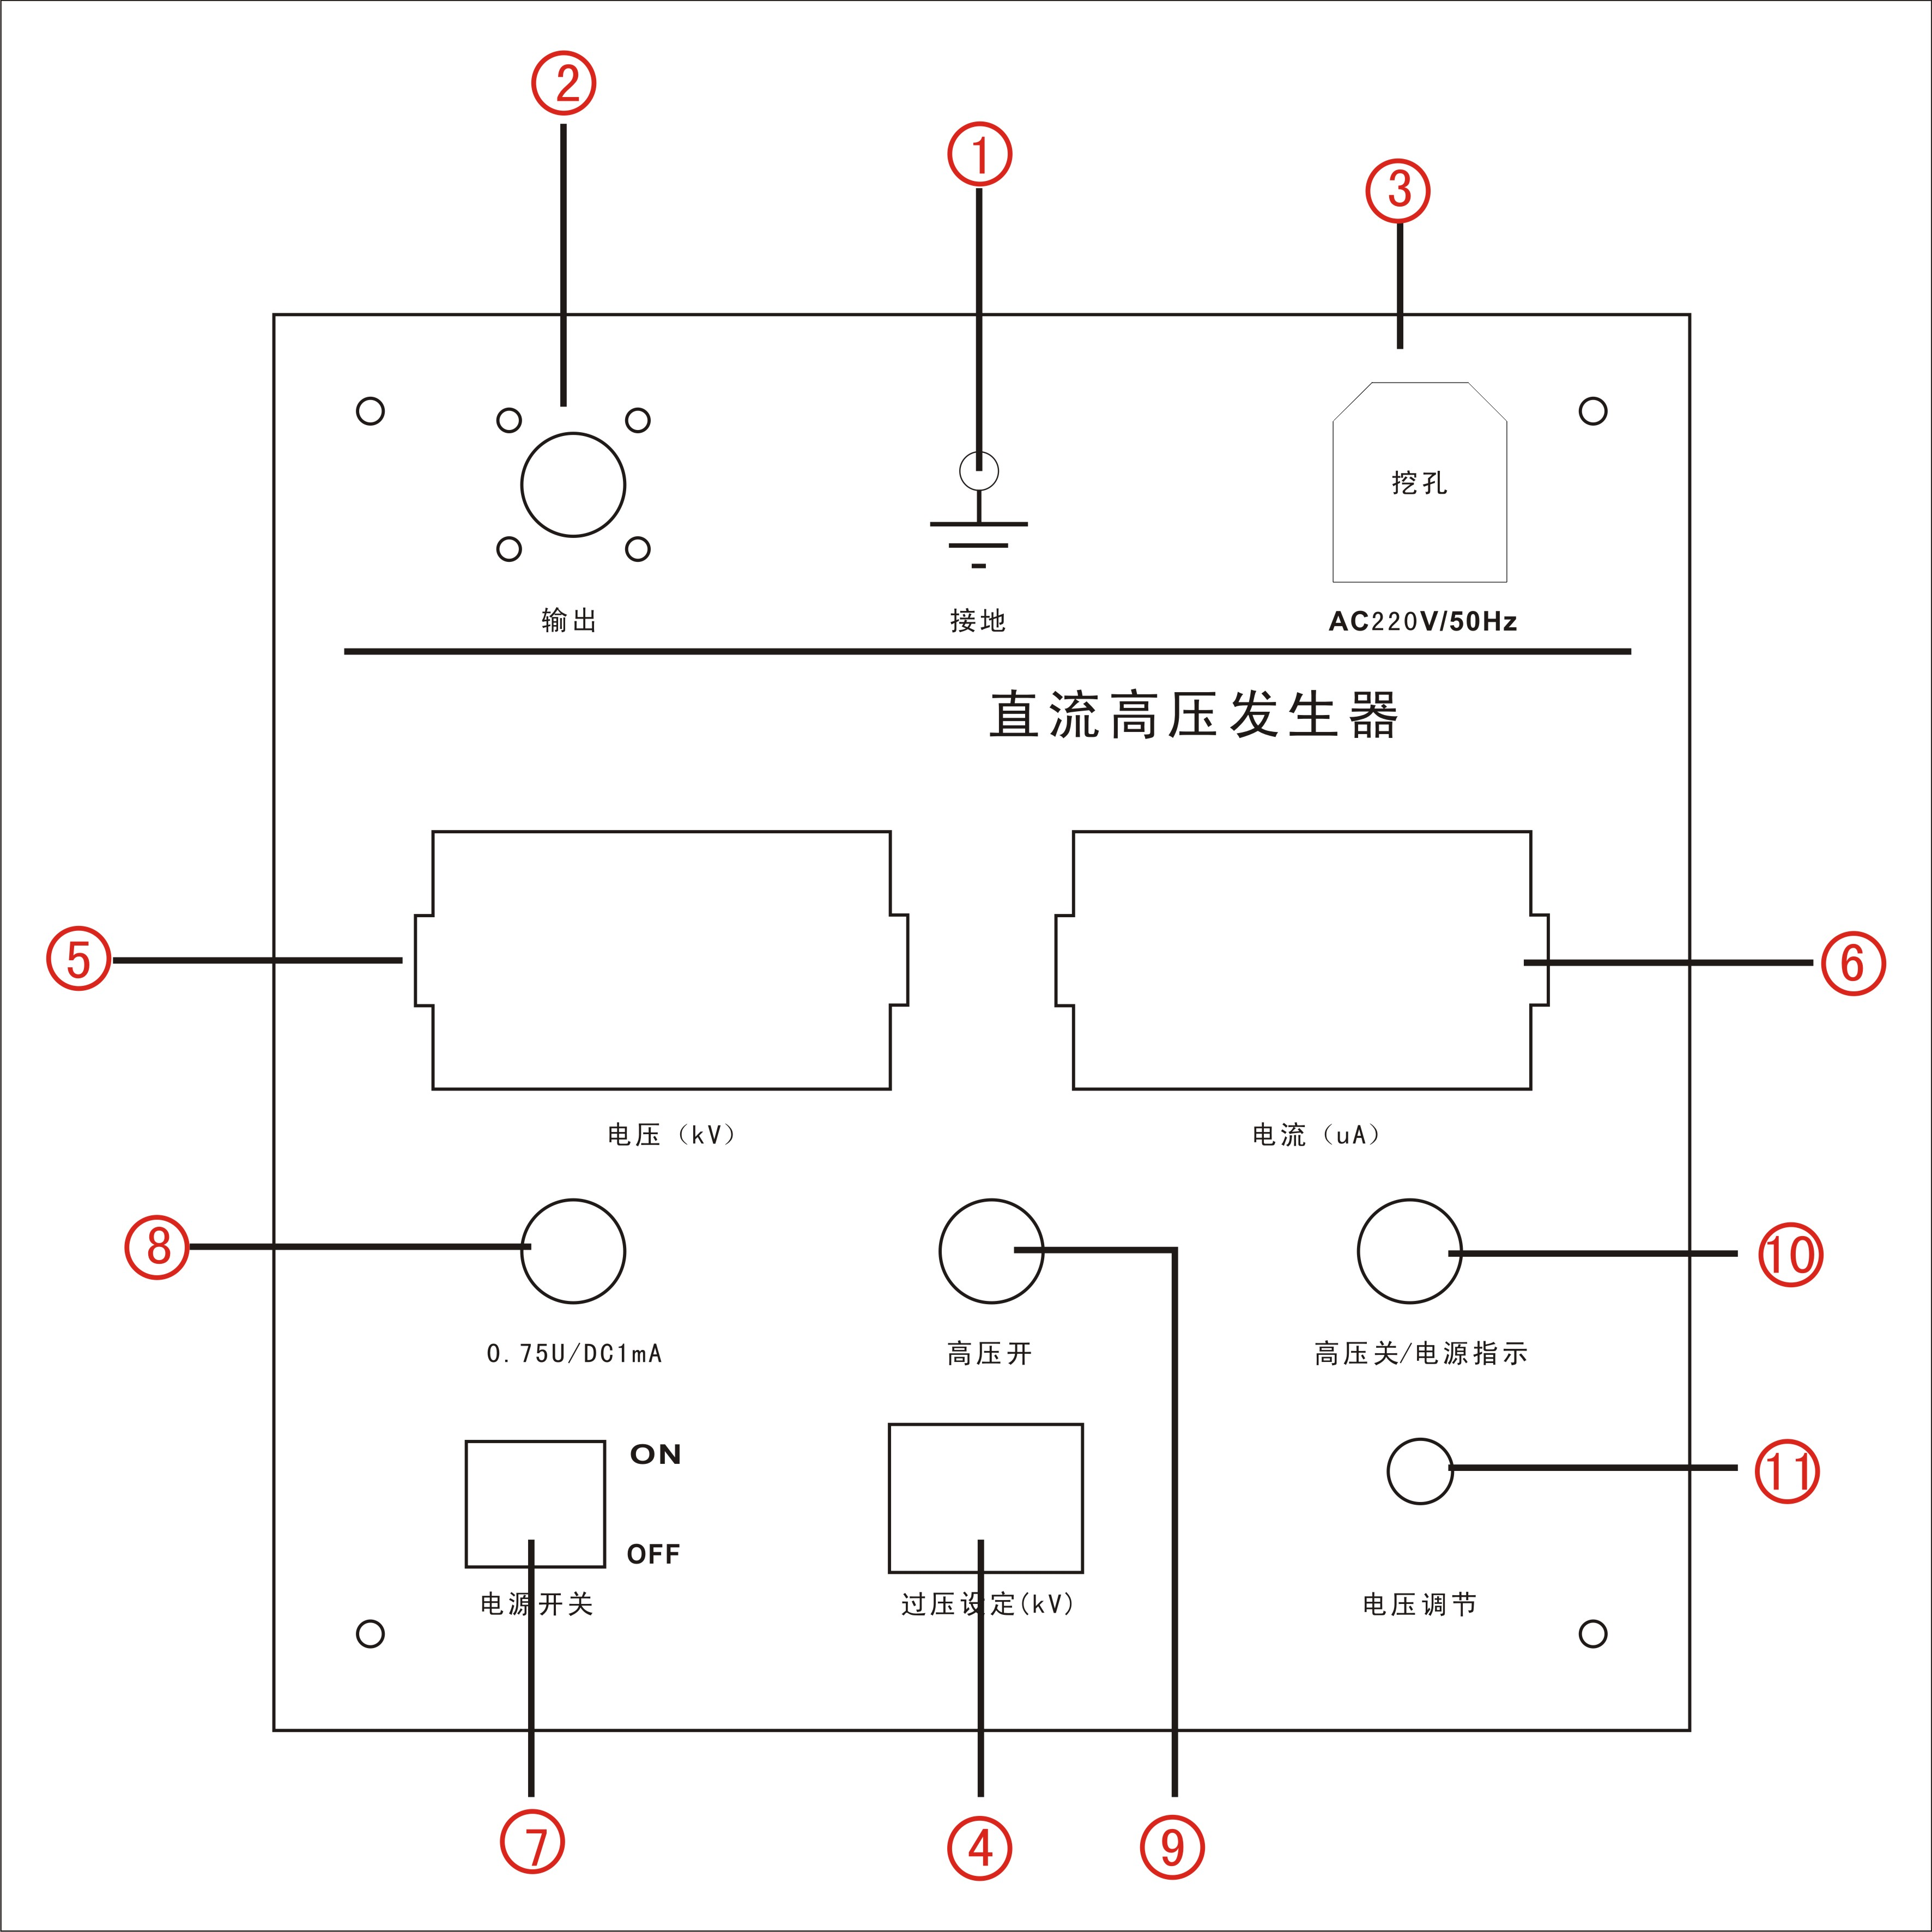 ②
①
③
挖孔
输出 接地 AC220V/50Hz
直流高压发生器
⑤ ⑥
电压（kV） 电流（uA）
⑧ ⑩
0.75U/DC1mA 高压开 高压关/电源指示
ON
⑪
OFF
电源开关 过压设定(kV) 电压调节
⑦ ④ ⑨